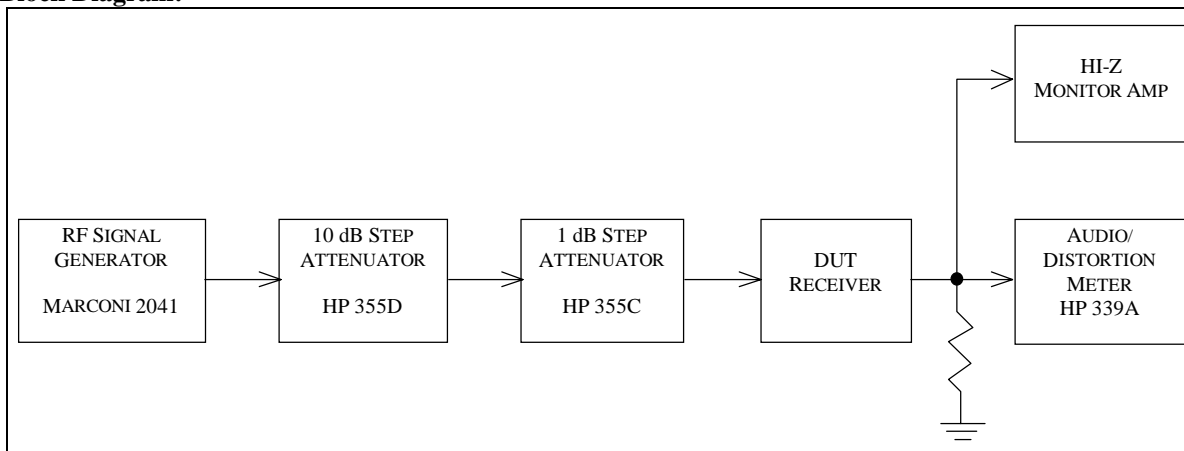 Block Diagram:
HI-Z
MONITOR AMP
RF SIGNAL
GENERATOR
MARCONI 2041
10 dB STEP
ATTENUATOR
HP 355D
1 dB STEP
ATTENUATOR
HP 355C
DUT
RECEIVER
AUDIO/
DISTORTION
METER
HP 339A